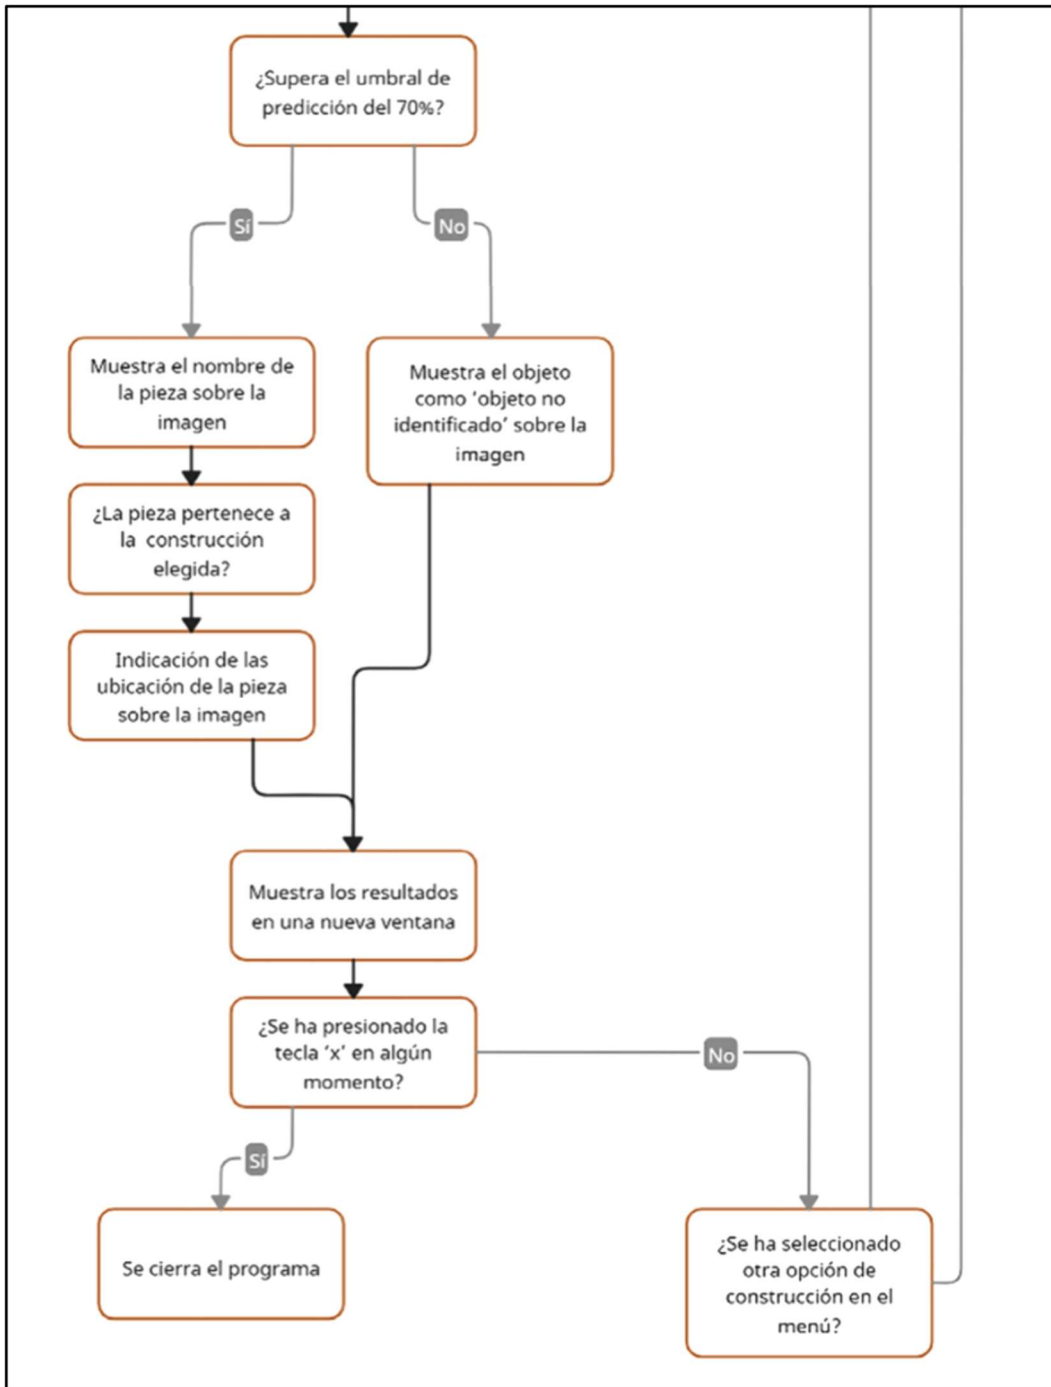 ¿Supera el umbral de
predicción del 70%?
Sí
No
Muestra el nombre de
la pieza sobre la
imagen
Muestra el objeto
como ‘objeto no
identificado’ sobre la
imagen
¿La pieza pertenece a
la construcción
elegida?
Indicación de las
ubicación de la pieza
sobre la imagen
Muestra los resultados
en una nueva ventana
¿Se ha presionado la
tecla ‘x’ en algún
momento?
No
Sí
Se cierra el programa
¿Se ha seleccionado
otra opción de
construcción en el
menú?